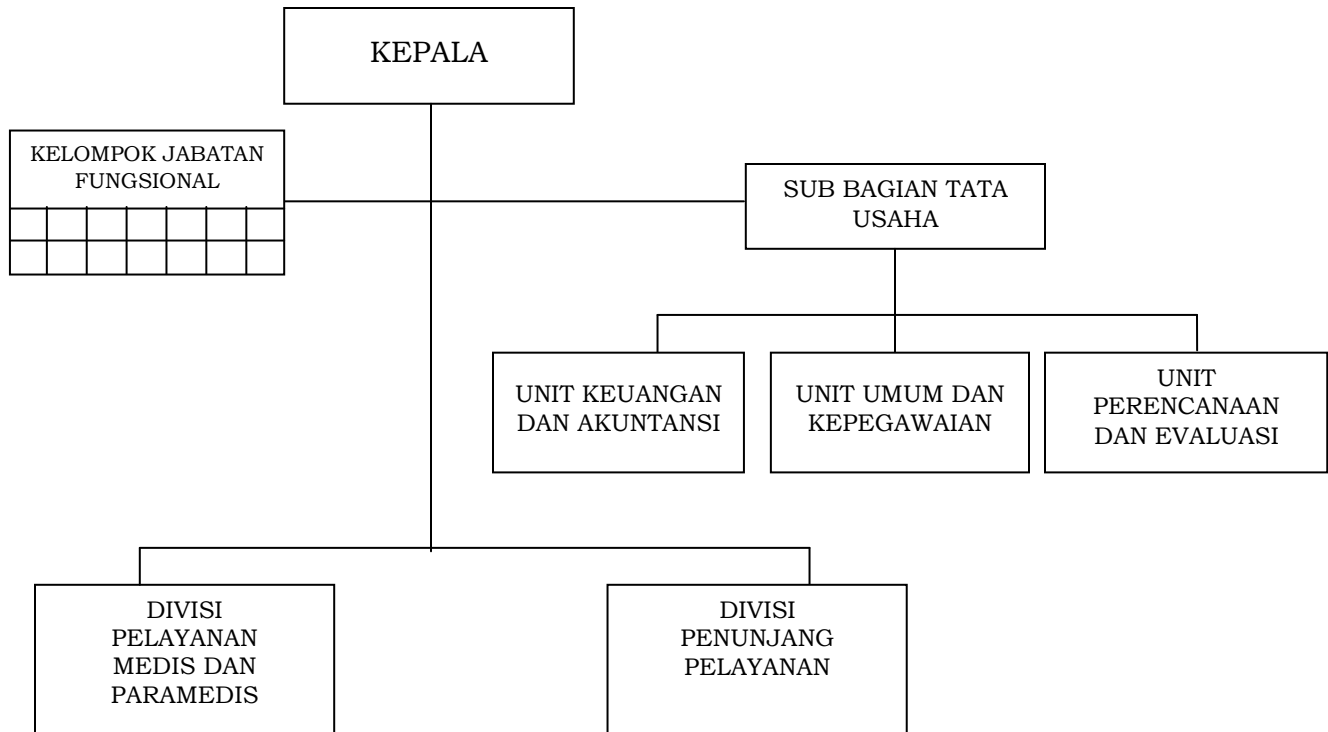 KEPALA
KELOMPOK JABATAN
FUNGSIONAL
SUB BAGIAN TATA
USAHA
UNIT KEUANGAN
DAN AKUNTANSI
UNIT UMUM DAN
KEPEGAWAIAN
UNIT
PERENCANAAN
DAN EVALUASI
DIVISI
PELAYANAN
MEDIS DAN
PARAMEDIS
DIVISI
PENUNJANG
PELAYANAN